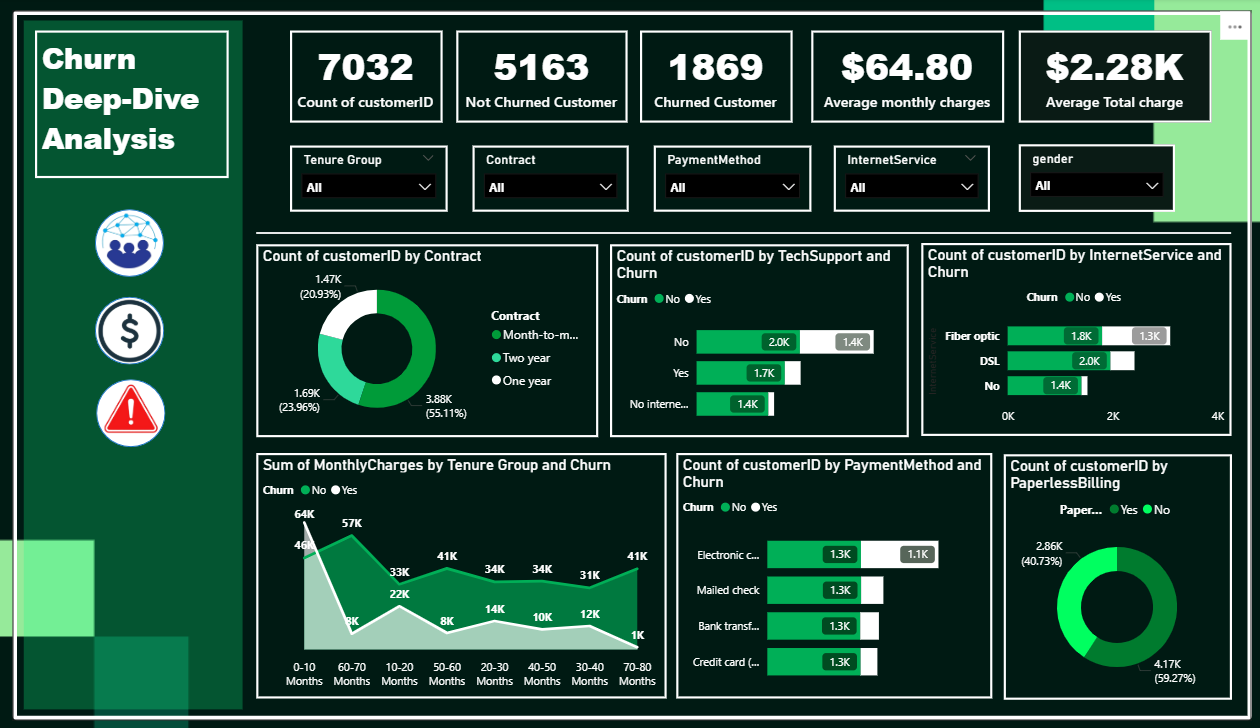 Churn
Deep-Dive
Analysis
7032
Count of customerID
5163
Not Churned Customer
1869
Churned Customer
$64.80
Average monthly charges
$2.28K
Average Total charge
Tenure Group
All
Contract
All
PaymentMethod
All
InternetService
All
gender
All
Count of customerID by Contract
1.47K
(20.93%)
1.69K
(23.96%)
3.88K
(55.11%)
Contract
Month-to-m...
Two year
One year
Count of customerID by TechSupport and
Churn
Churn No Yes
No 2.0K 1.4K
Yes 1.7K
No interne... 1.4K
Count of customerID by InternetService and
Churn
Churn No Yes
InternetService
Fiber optic 1.8K 1.3K
DSL 2.0K
No 1.4K
0K 2K 4K
Sum of MonthlyCharges by Tenure Group and Churn
Churn No Yes
64K
46K
57K
8K
33K
22K
41K
8K
34K
14K
34K
10K
31K
12K
41K
1K
0-10 60-70 10-20 50-60 20-30 40-50 30-40 70-80
Months Months Months Months Months Months Months Months
Count of customerID by PaymentMethod and
Churn
Churn No Yes
Electronic c... 1.3K 1.1K
Mailed check 1.3K
Bank transf... 1.3K
Credit card (... 1.3K
Count of customerID by
PaperlessBilling
Paper... Yes No
2.86K
(40.73%)
4.17K
(59.27%)